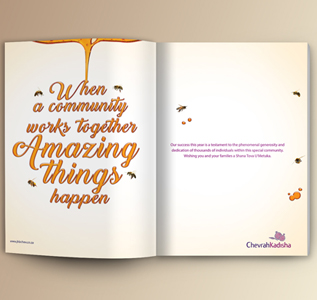 When
a community
works together
Amazing
things
happen
Our success this year is a testament to the phenomenal generosity and
dedication of thousands of individuals within this special community.
Wishing you and your families a Shana Tova U'Metuka.
ChevrahKadisha